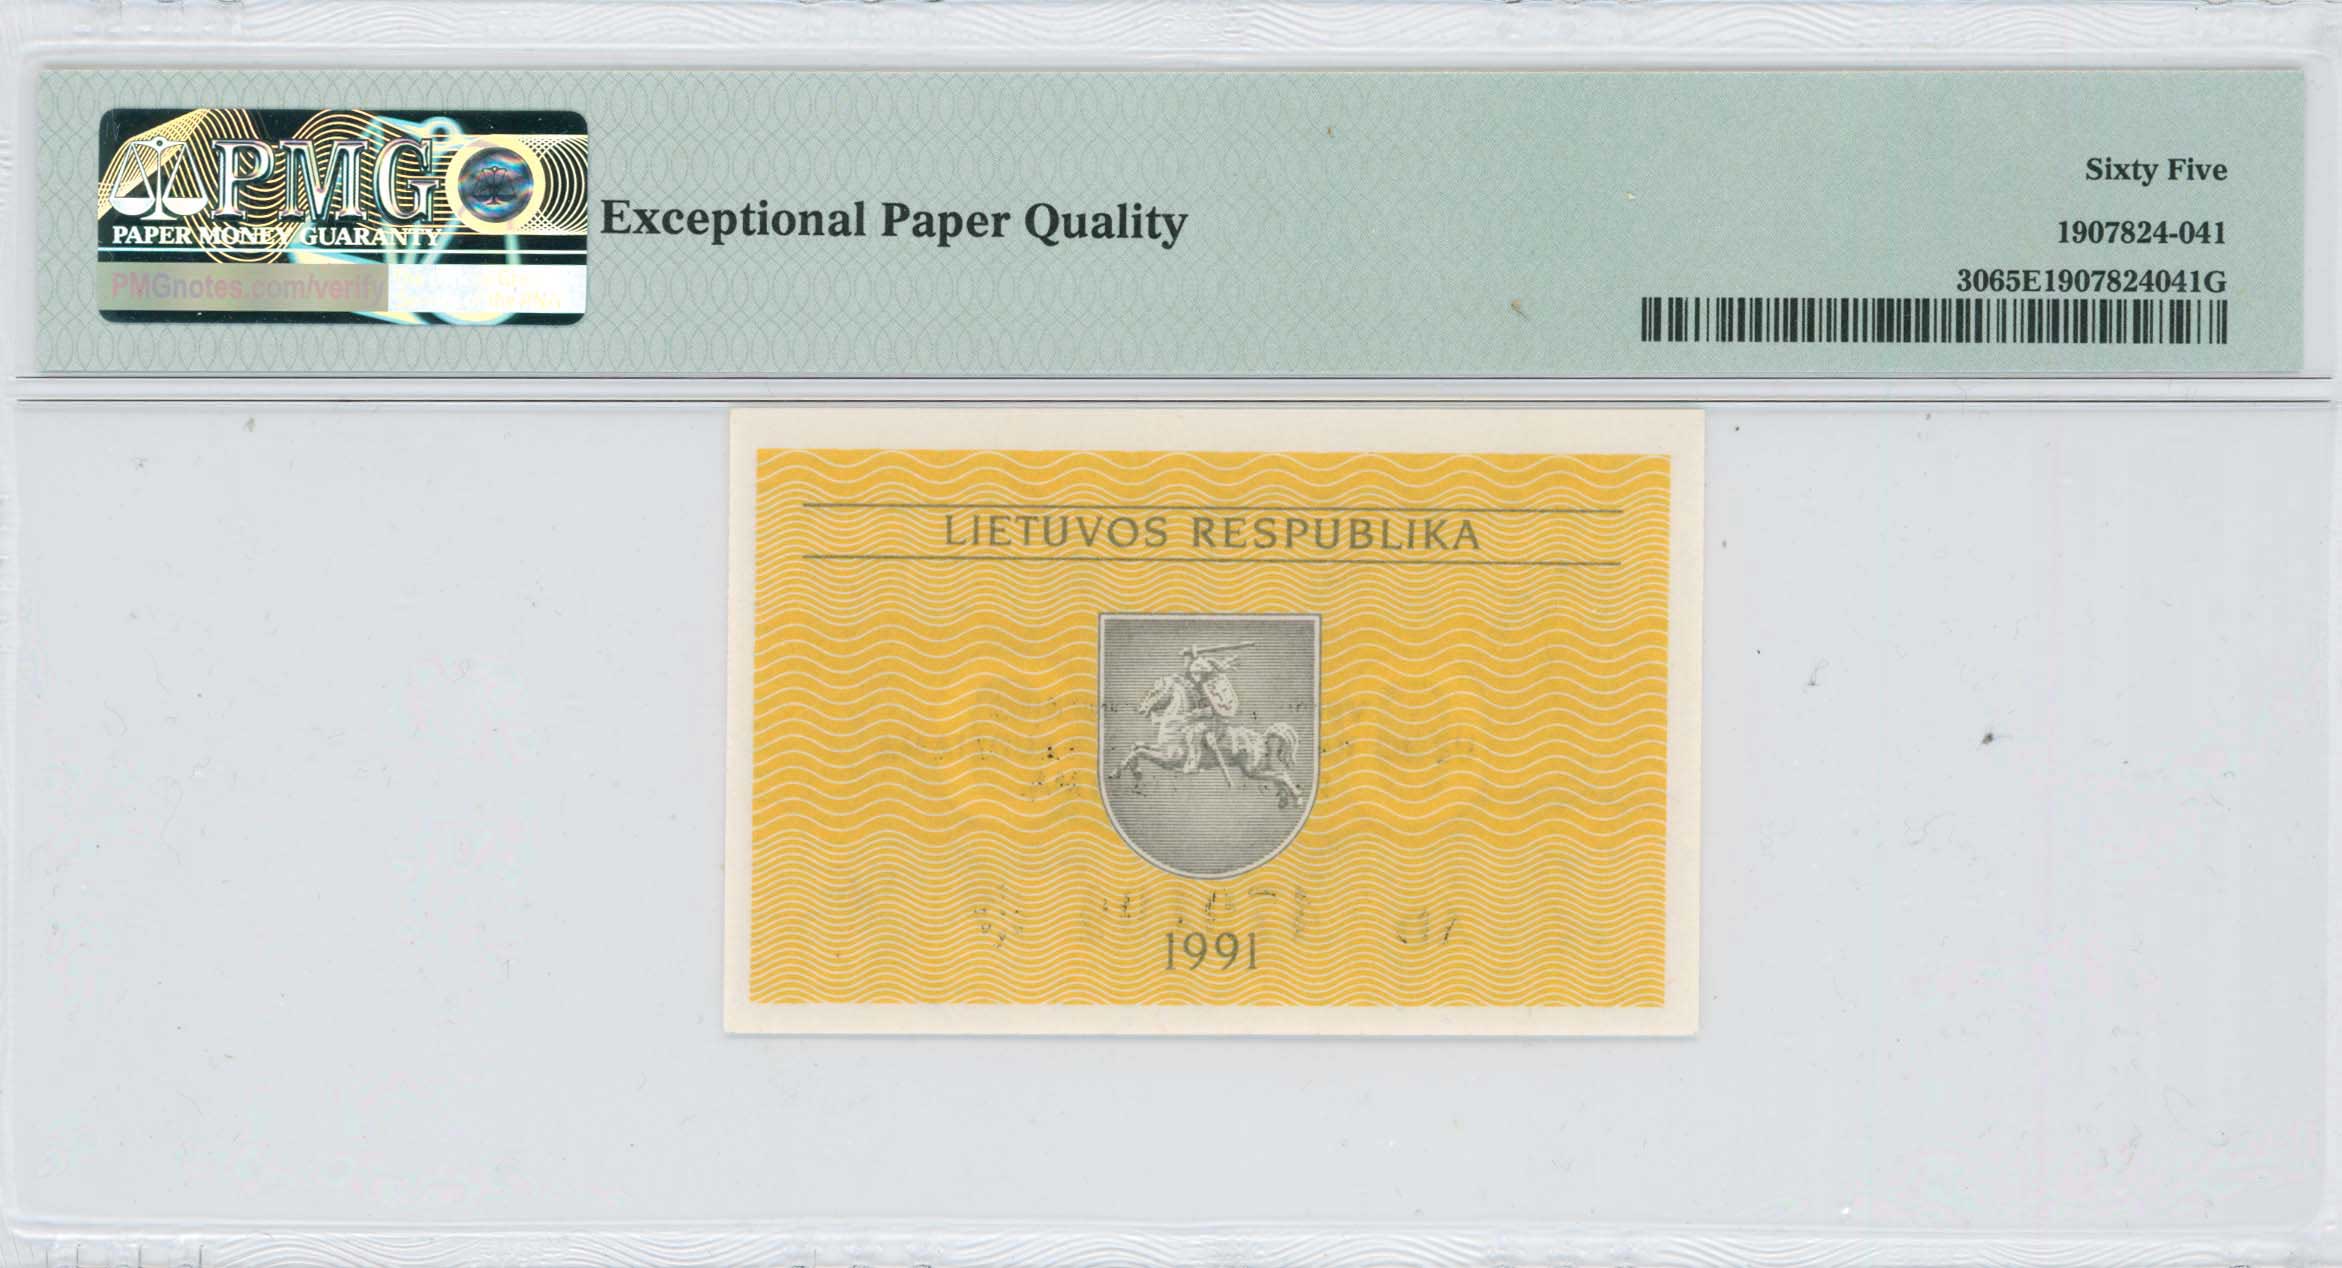 PMG
PAPER MONEY GUARANTY
PMGnotes.com/verify
Exceptional Paper Quality
Sixty Five
1907824-041
3065E1907824041G
LIETUVOS RESPUBLIKA
1991